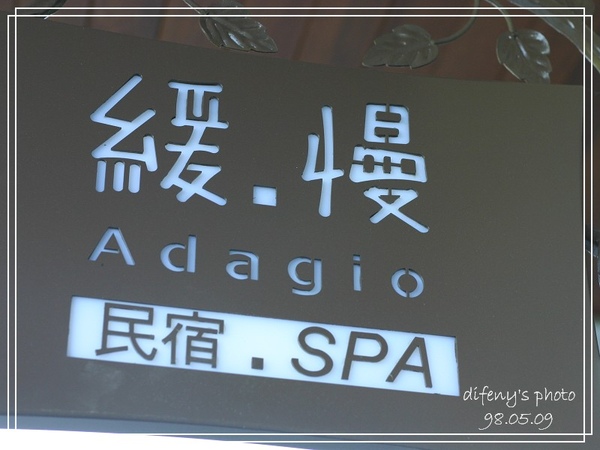 緩.慢
Adagio
民宿.SPA
difeny's photo
98.05.09